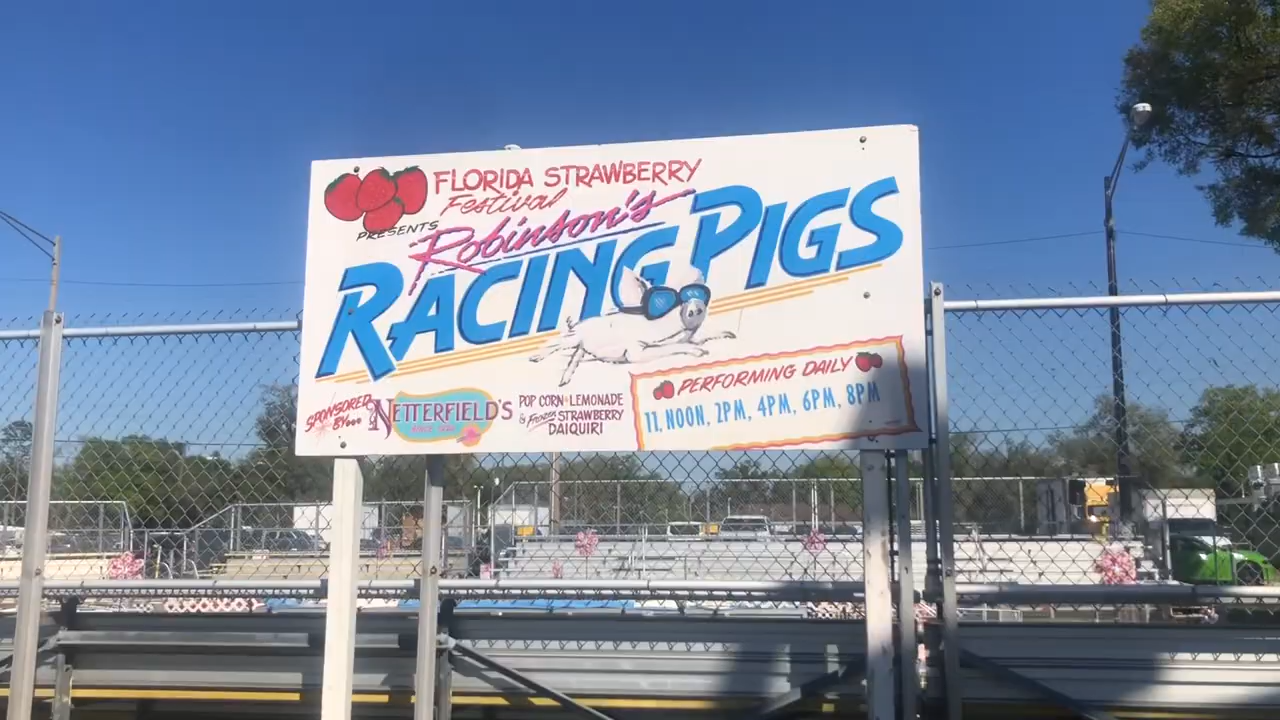 FLORIDA STRAWBERRY
Festival
PRESENTS
Robinson's
RACING PIGS
SPONSORED
BY...
NETTERFIELD'S
POP CORN LEMONADE
& Frozen STRAWBERRY
DAIQUIRI
PERFORMING DAILY
11, NOON, 2PM, 4PM, 6PM, 8PM